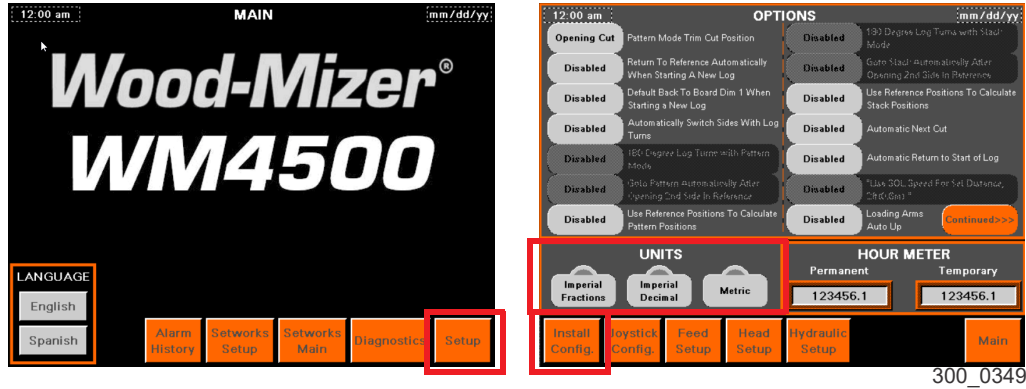 12:00 am
MAIN
mm/dd/yy
Wood-Mizer®
WM4500
LANGUAGE
English
Spanish
Alarm
History
Setworks
Setup
Setworks
Main
Diagnostics
Setup
12:00 am
OPTIONS
mm/dd/yy
Opening Cut
Pattern Mode Trim Cut Position
Disabled
Return To Reference Automatically
When Starting A New Log
Disabled
Default Back To Board Dim 1 When
Starting a New Log
Disabled
Automatically Switch Sides With Log
Turns
Disabled
180 Degree Log Turns with Pattern
Mode
Disabled
Goto Pattern Automatically After
Opening 2nd Side In Reference
Disabled
Use Reference Positions To Calculate
Pattern Positions
Disabled
180 Degree Log Turns with Stack
Mode
Disabled
Goto Stack Automatically After
Opening 2nd Side In Reference
Disabled
Use Reference Positions To Calculate
Stack Positions
Disabled
Automatic Next Cut
Disabled
Automatic Return to Start of Log
Disabled
"Use SOL Speed For Set Distance,
Disabled
Loading Arms
Auto Up
Continued>>>
UNITS
Imperial
Fractions
Imperial
Decimal
Metric
HOUR METER
Permanent
123456.1
Temporary
123456.1
Install
Config.
Joystick
Config.
Feed
Setup
Head
Setup
Hydraulic
Setup
Main
300_0349